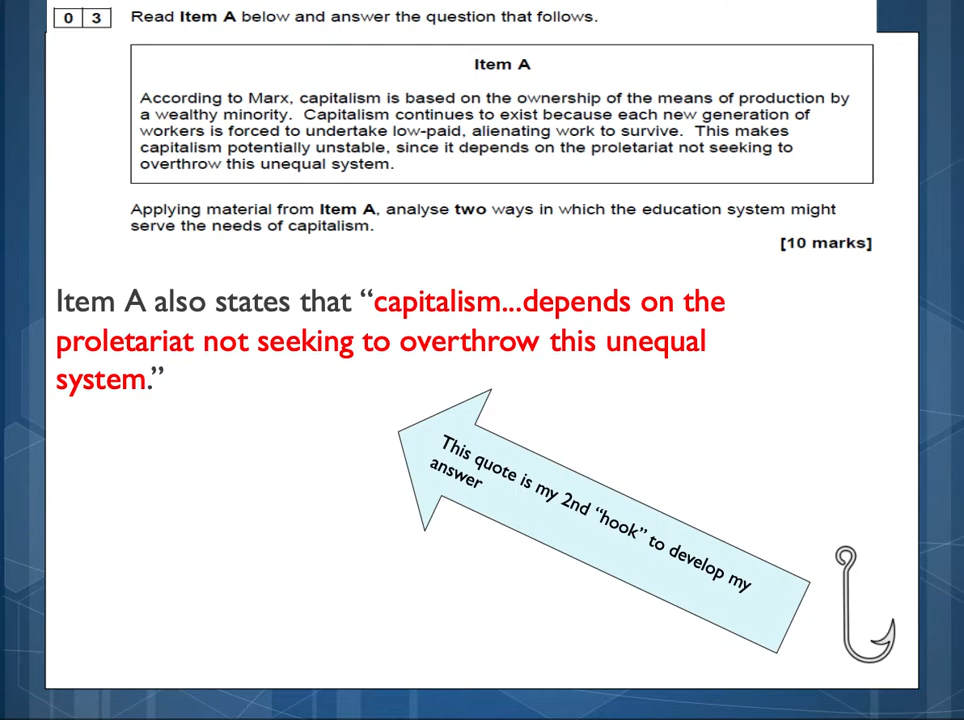 0 3 Read Item A below and answer the question that follows.
Item A
According to Marx, capitalism is based on the ownership of the means of production by
a wealthy minority. Capitalism continues to exist because each new generation of
workers is forced to undertake low-paid, alienating work to survive. This makes
capitalism potentially unstable, since it depends on the proletariat not seeking to
overthrow this unequal system.
Applying material from Item A, analyse two ways in which the education system might
serve the needs of capitalism.
[10 marks]
Item A also states that “capitalism...depends on the
proletariat not seeking to overthrow this unequal
system.”
This quote is my 2nd “hook” to develop my
answer